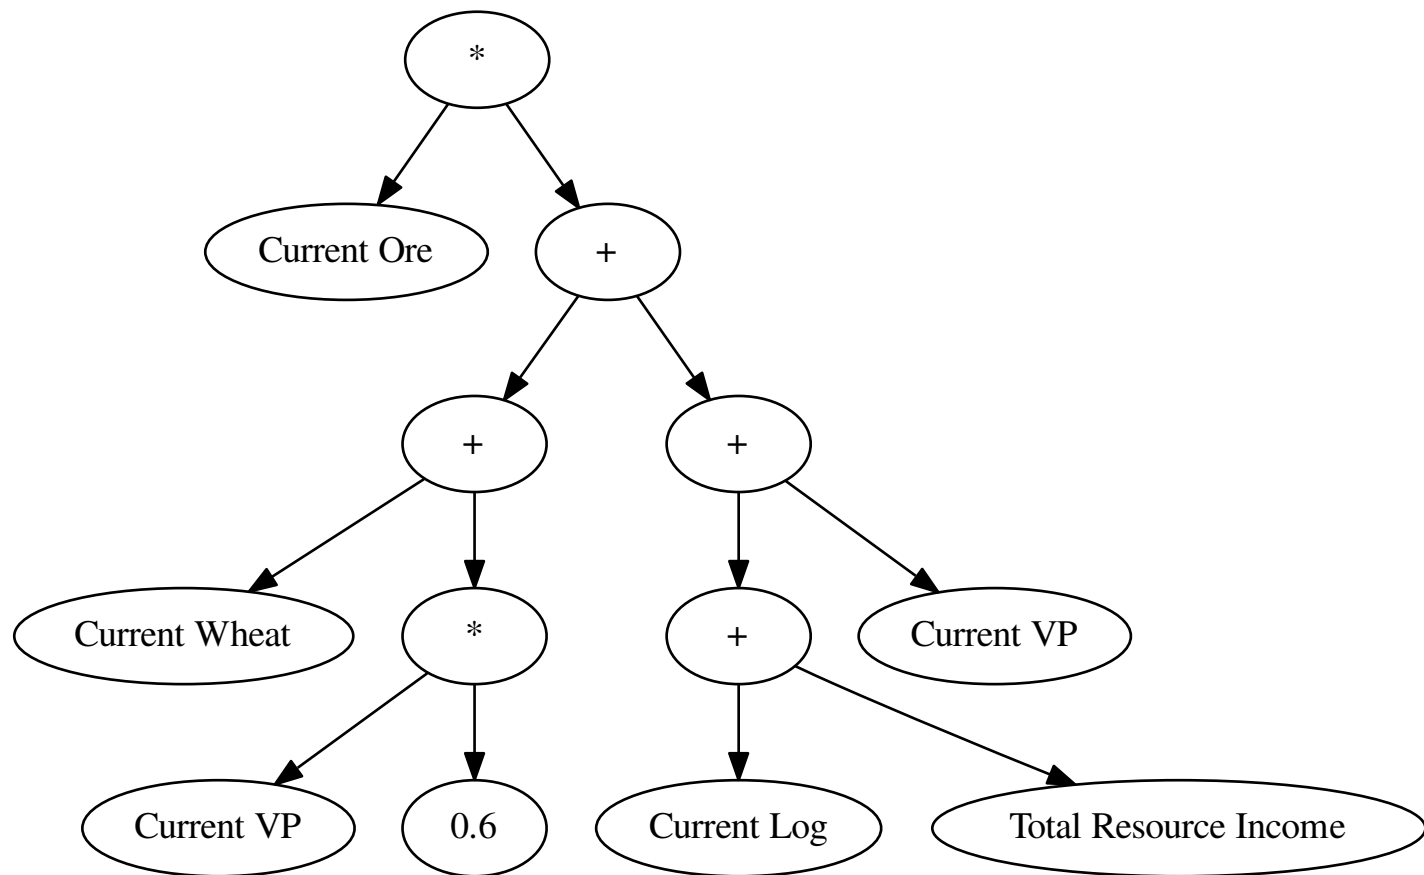 *
Current Ore
+
+
+
Current Wheat
*
+
Current VP
Current VP
0.6
Current Log
Total Resource Income